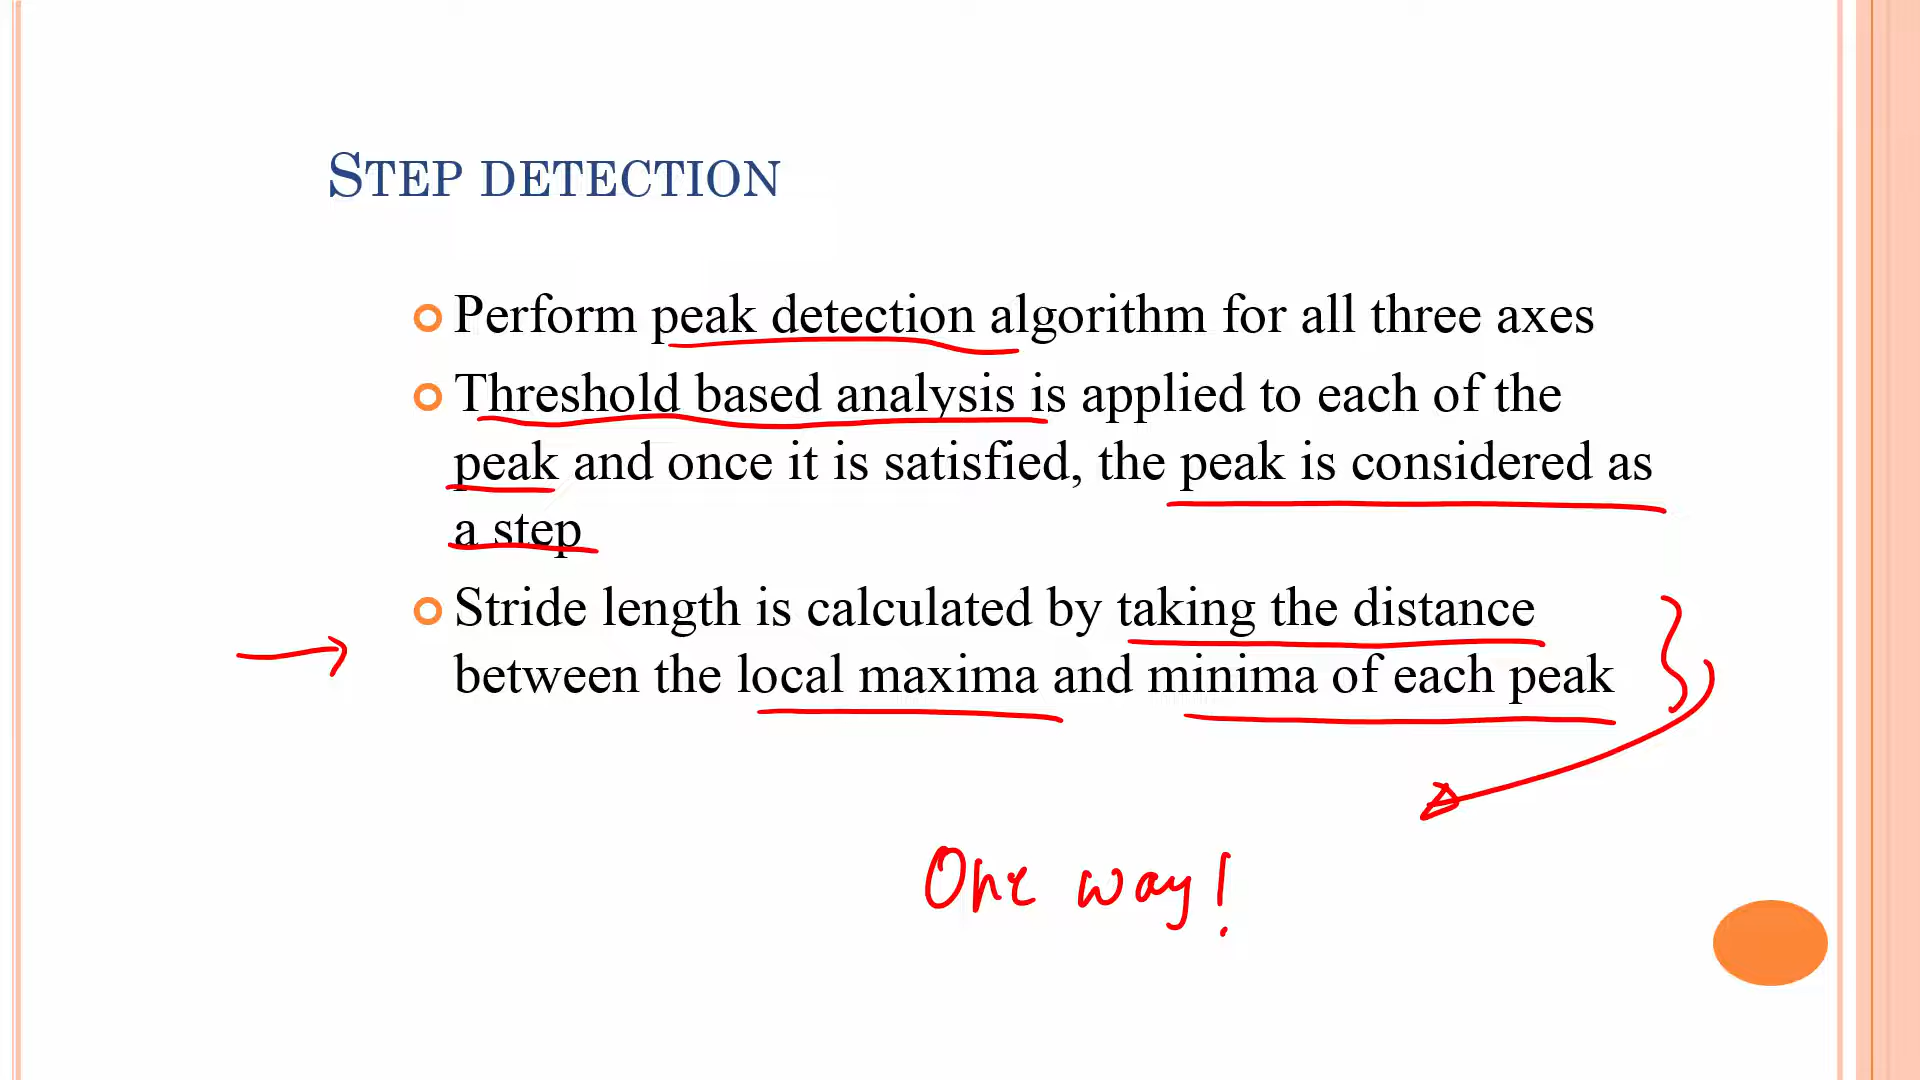 STEP DETECTION
Perform peak detection algorithm for all three axes
Threshold based analysis is applied to each of the
peak and once it is satisfied, the peak is considered as
a step
Stride length is calculated by taking the distance
between the local maxima and minima of each peak
One way!